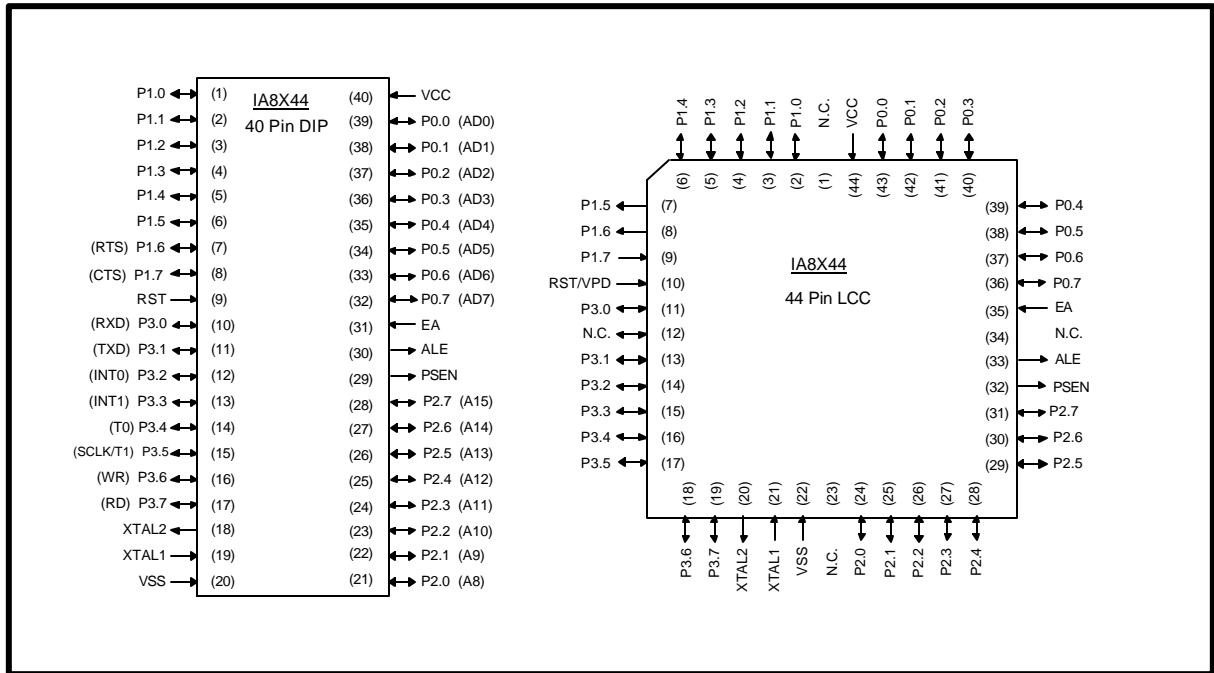 IA8X44
40 Pin DIP
P1.0 (1)
P1.1 (2)
P1.2 (3)
P1.3 (4)
P1.4 (5)
P1.5 (6)
(RTS) P1.6 (7)
(CTS) P1.7 (8)
RST (9)
(RXD) P3.0 (10)
(TXD) P3.1 (11)
(INT0) P3.2 (12)
(INT1) P3.3 (13)
(T0) P3.4 (14)
(SCLK/T1) P3.5 (15)
(WR) P3.6 (16)
(RD) P3.7 (17)
XTAL2 (18)
XTAL1 (19)
VSS (20)
(40) VCC
(39) P0.0 (AD0)
(38) P0.1 (AD1)
(37) P0.2 (AD2)
(36) P0.3 (AD3)
(35) P0.4 (AD4)
(34) P0.5 (AD5)
(33) P0.6 (AD6)
(32) P0.7 (AD7)
(31) EA
(30) ALE
(29) PSEN
(28) P2.7 (A15)
(27) P2.6 (A14)
(26) P2.5 (A13)
(25) P2.4 (A12)
(24) P2.3 (A11)
(23) P2.2 (A10)
(22) P2.1 (A9)
(21) P2.0 (A8)
P1.4 P1.3 P1.2 P1.1 P1.0 N.C. VCC P0.0 P0.1 P0.2 P0.3
(6) (5) (4) (3) (2) (1) (44) (43) (42) (41) (40)
P1.5 (7)
P1.6 (8)
P1.7 (9)
RST/VPD (10)
P3.0 (11)
N.C. (12)
P3.1 (13)
P3.2 (14)
P3.3 (15)
P3.4 (16)
P3.5 (17)
IA8X44
44 Pin LCC
(39) P0.4
(38) P0.5
(37) P0.6
(36) P0.7
(35) EA
(34) N.C.
(33) ALE
(32) PSEN
(31) P2.7
(30) P2.6
(29) P2.5
(18) (19) (20) (21) (22) (23) (24) (25) (26) (27) (28)
P3.6 P3.7 XTAL2 XTAL1 VSS N.C. P2.0 P2.1 P2.2 P2.3 P2.4